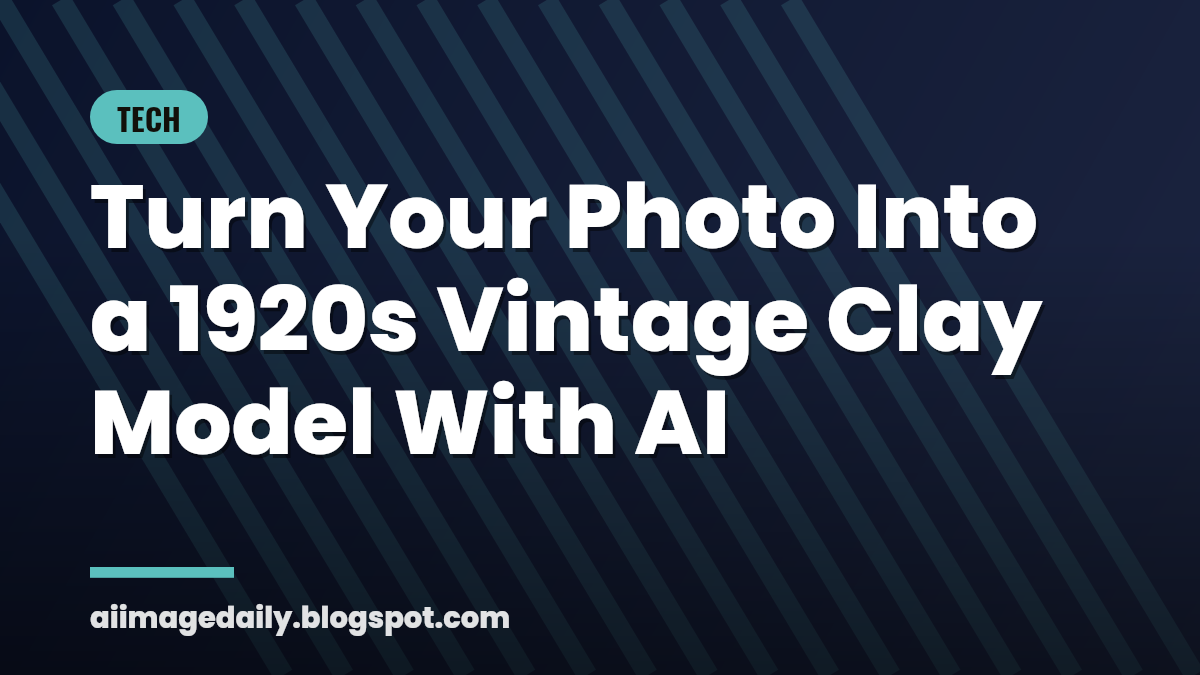 TECH
Turn Your Photo Into
a 1920s Vintage Clay
Model With AI
aiimagedaily.blogspot.com